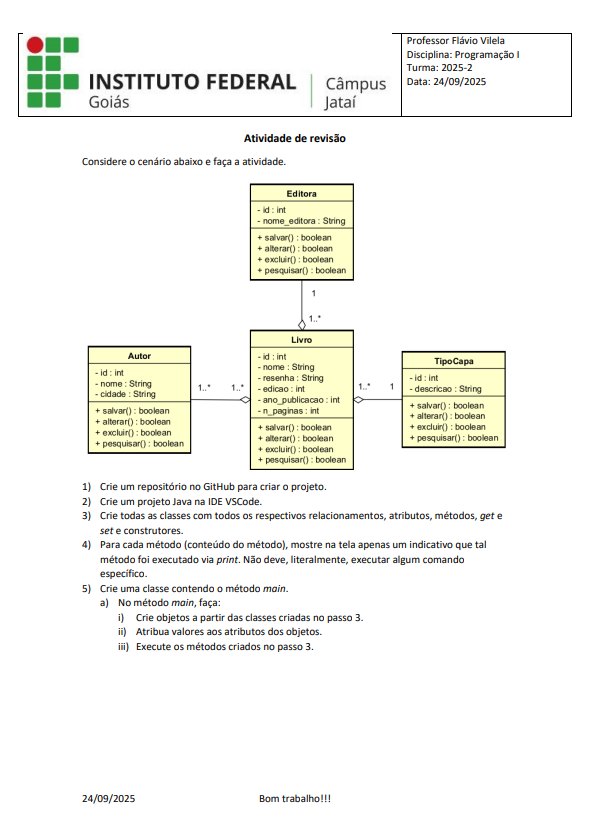 INSTITUTO FEDERAL
Goiás
Câmpus
Jataí
Professor Flávio Vilela
Disciplina: Programação I
Turma: 2025-2
Data: 24/09/2025
Atividade de revisão
Considere o cenário abaixo e faça a atividade.
Editora
- id : int
- nome_editora : String
+ salvar() : boolean
+ alterar() : boolean
+ excluir() : boolean
+ pesquisar() : boolean
1
1..*
Autor
- id : int
- nome : String
- cidade : String
+ salvar() : boolean
+ alterar() : boolean
+ excluir() : boolean
+ pesquisar() : boolean
1..*
1..*
Livro
- id : int
- nome : String
- resenha : String
- edicao : int
- ano_publicacao : int
- n_paginas : int
+ salvar() : boolean
+ alterar() : boolean
+ excluir() : boolean
+ pesquisar() : boolean
1..*
1
TipoCapa
- id : int
- descricao : String
+ salvar() : boolean
+ alterar() : boolean
+ excluir() : boolean
+ pesquisar() : boolean
1) Crie um repositório no GitHub para criar o projeto.
2) Crie um projeto Java na IDE VSCode.
3) Crie todas as classes com todos os respectivos relacionamentos, atributos, métodos, get e
set e construtores.
4) Para cada método (conteúdo do método), mostre na tela apenas um indicativo que tal
método foi executado via print. Não deve, literalmente, executar algum comando
específico.
5) Crie uma classe contendo o método main.
a) No método main, faça:
i) Crie objetos a partir das classes criadas no passo 3.
ii) Atribua valores aos atributos dos objetos.
iii) Execute os métodos criados no passo 3.
24/09/2025
Bom trabalho!!!